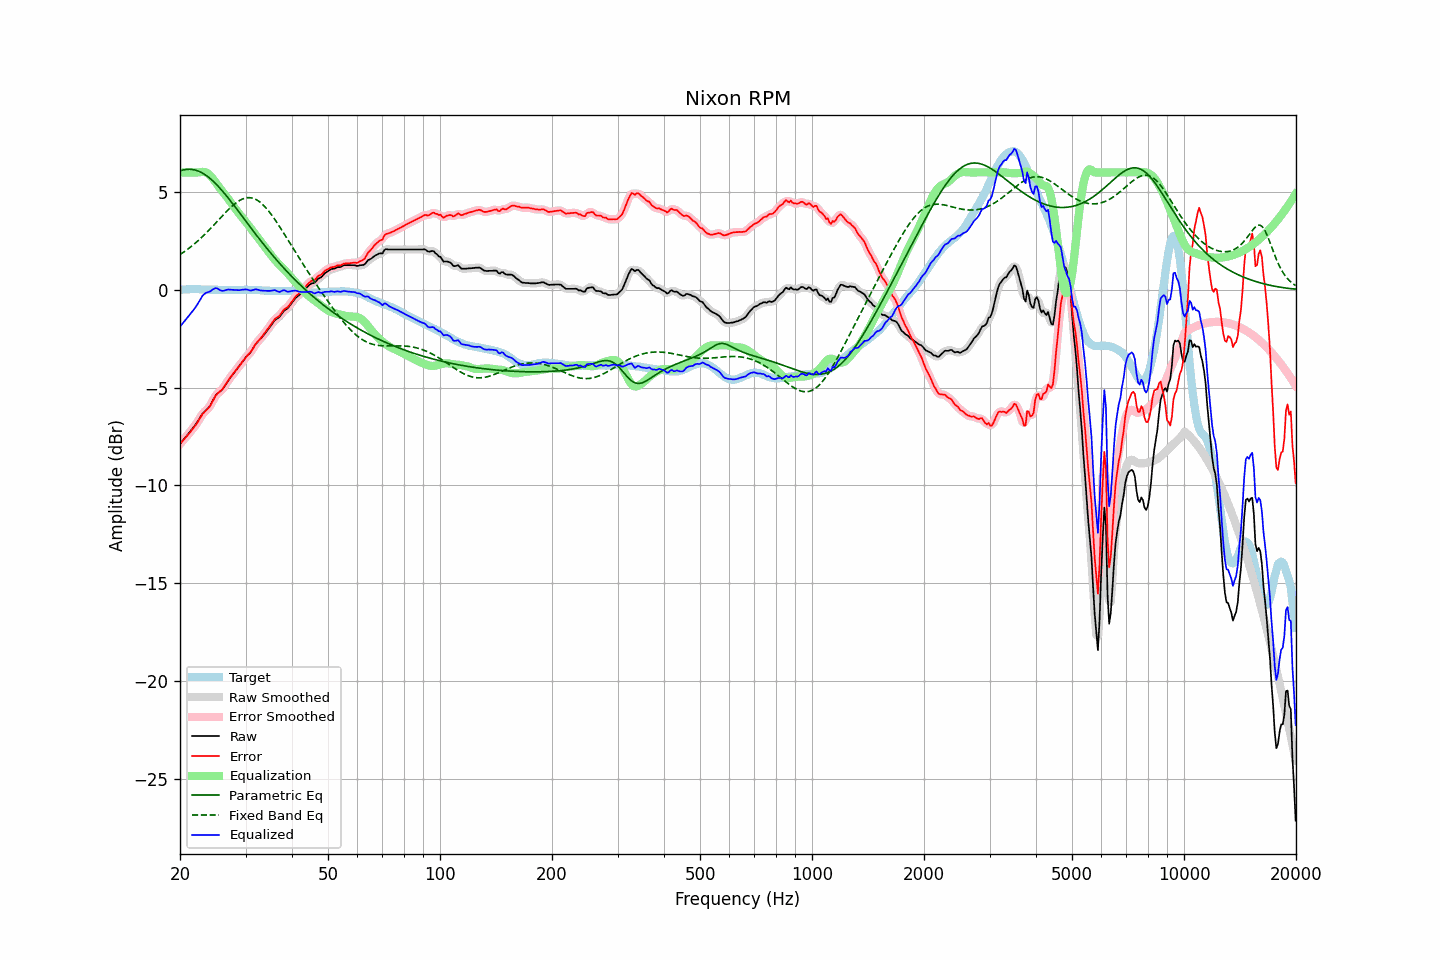 Nixon RPM
5
0
−5
−10
−15
−20
−25
Amplitude (dBr)
Target
Raw Smoothed
Error Smoothed
Raw
Error
Equalization
Parametric Eq
Fixed Band Eq
Equalized
20 50 100 200 500 1000 2000 5000 10000 20000
Frequency (Hz)